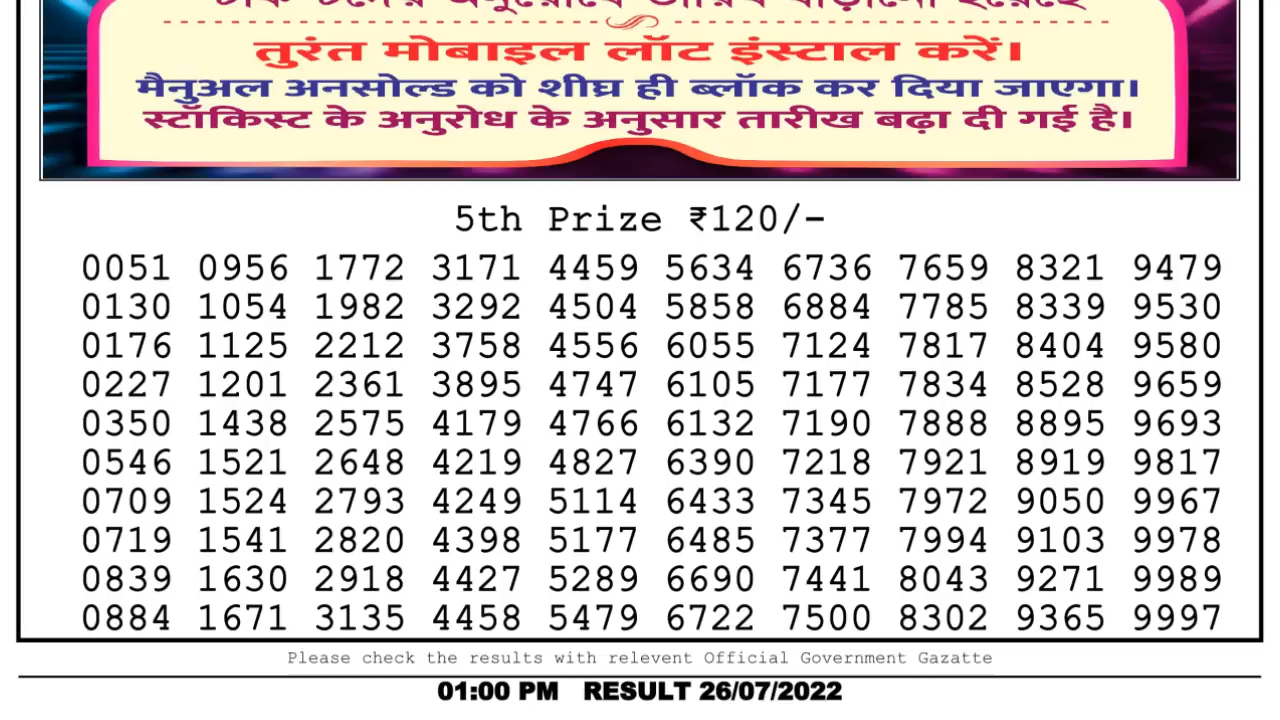 तुरंत मोबाइल लॉट इंस्टाल करें।
मैनुअल अनसोल्ड को शीघ्र ही ब्लॉक कर दिया जाएगा।
स्टॉकिस्ट के अनुरोध के अनुसार तारीख बढ़ा दी गई है।
5th Prize ₹120/-
0051 0956 1772 3171 4459 5634 6736 7659 8321 9479
0130 1054 1982 3292 4504 5858 6884 7785 8339 9530
0176 1125 2212 3758 4556 6055 7124 7817 8404 9580
0227 1201 2361 3895 4747 6105 7177 7834 8528 9659
0350 1438 2575 4179 4766 6132 7190 7888 8895 9693
0546 1521 2648 4219 4827 6390 7218 7921 8919 9817
0709 1524 2793 4249 5114 6433 7345 7972 9050 9967
0719 1541 2820 4398 5177 6485 7377 7994 9103 9978
0839 1630 2918 4427 5289 6690 7441 8043 9271 9989
0884 1671 3135 4458 5479 6722 7500 8302 9365 9997
Please check the results with relevent Official Government Gazatte
01:00 PM RESULT 26/07/2022